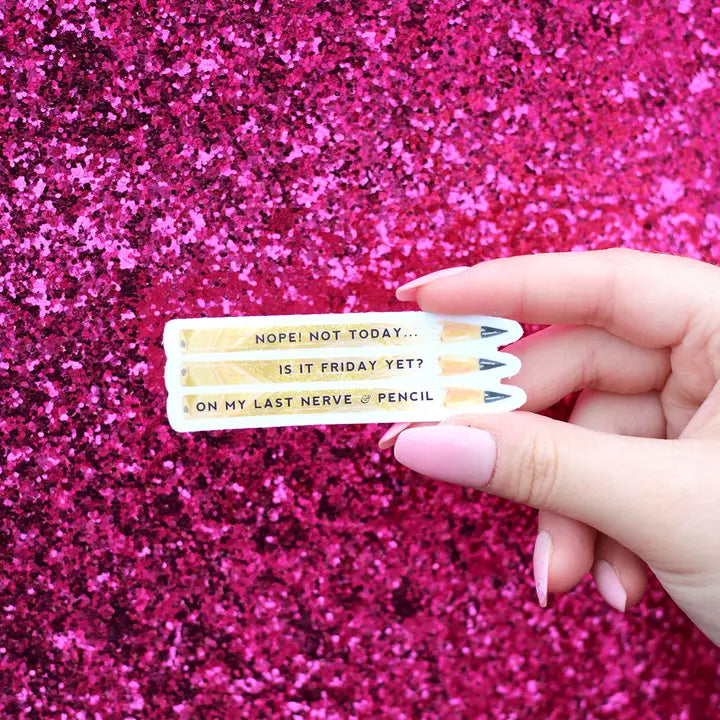 NOPE! NOT TODAY...
IS IT FRIDAY YET?
ON MY LAST NERVE & PENCIL